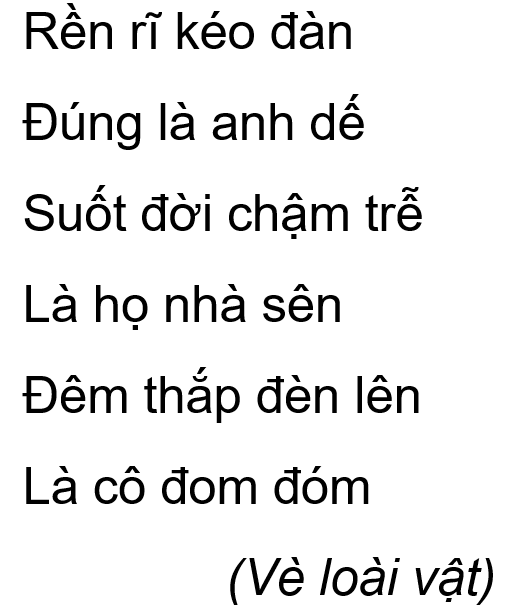 Rền rĩ kéo đàn
Đúng là anh dế
Suốt đời chậm trễ
Là họ nhà sên
Đêm thắp đèn lên
Là cô đom đóm
(Vè loài vật)